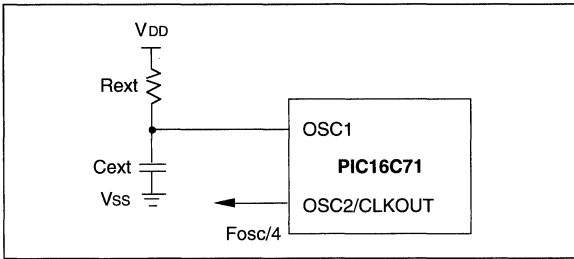 VDD
Rext
OSC1
PIC16C71
Cext
VSS
OSC2/CLKOUT
Fosc/4